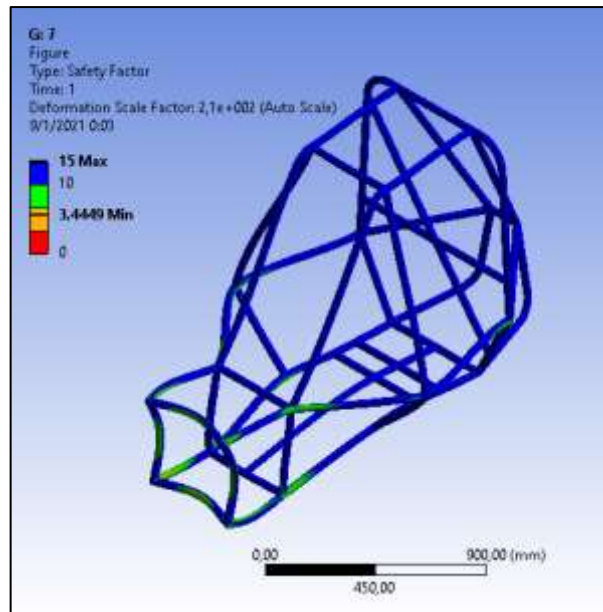 G: 7
Figure
Type: Safety Factor
Time: 1
Deformation Scale Factor: 2,1e+002 (Auto Scale)
9/1/2021 0:03
15 Max
10
3,4449 Min
0
0,00 900,00 (mm)
450,00